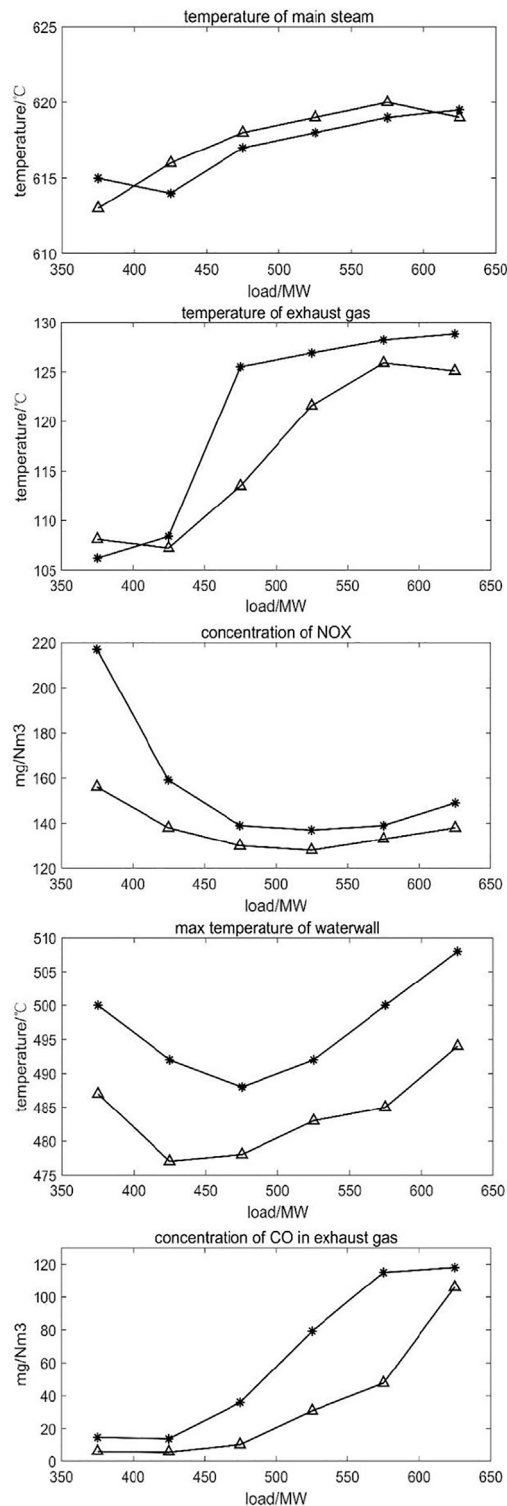 temperature of main steam
625
620
615
610
temperature/℃
350 400 450 500 550 600 650
load/MW
temperature of exhaust gas
130
125
120
115
110
105
temperature/℃
350 400 450 500 550 600 650
load/MW
concentration of NOX
220
200
180
160
140
120
mg/Nm3
350 400 450 500 550 600 650
load/MW
max temperature of waterwall
510
505
500
495
490
485
480
475
temperature/℃
350 400 450 500 550 600 650
load/MW
concentration of CO in exhaust gas
120
100
80
60
40
20
0
mg/Nm3
350 400 450 500 550 600 650
load/MW